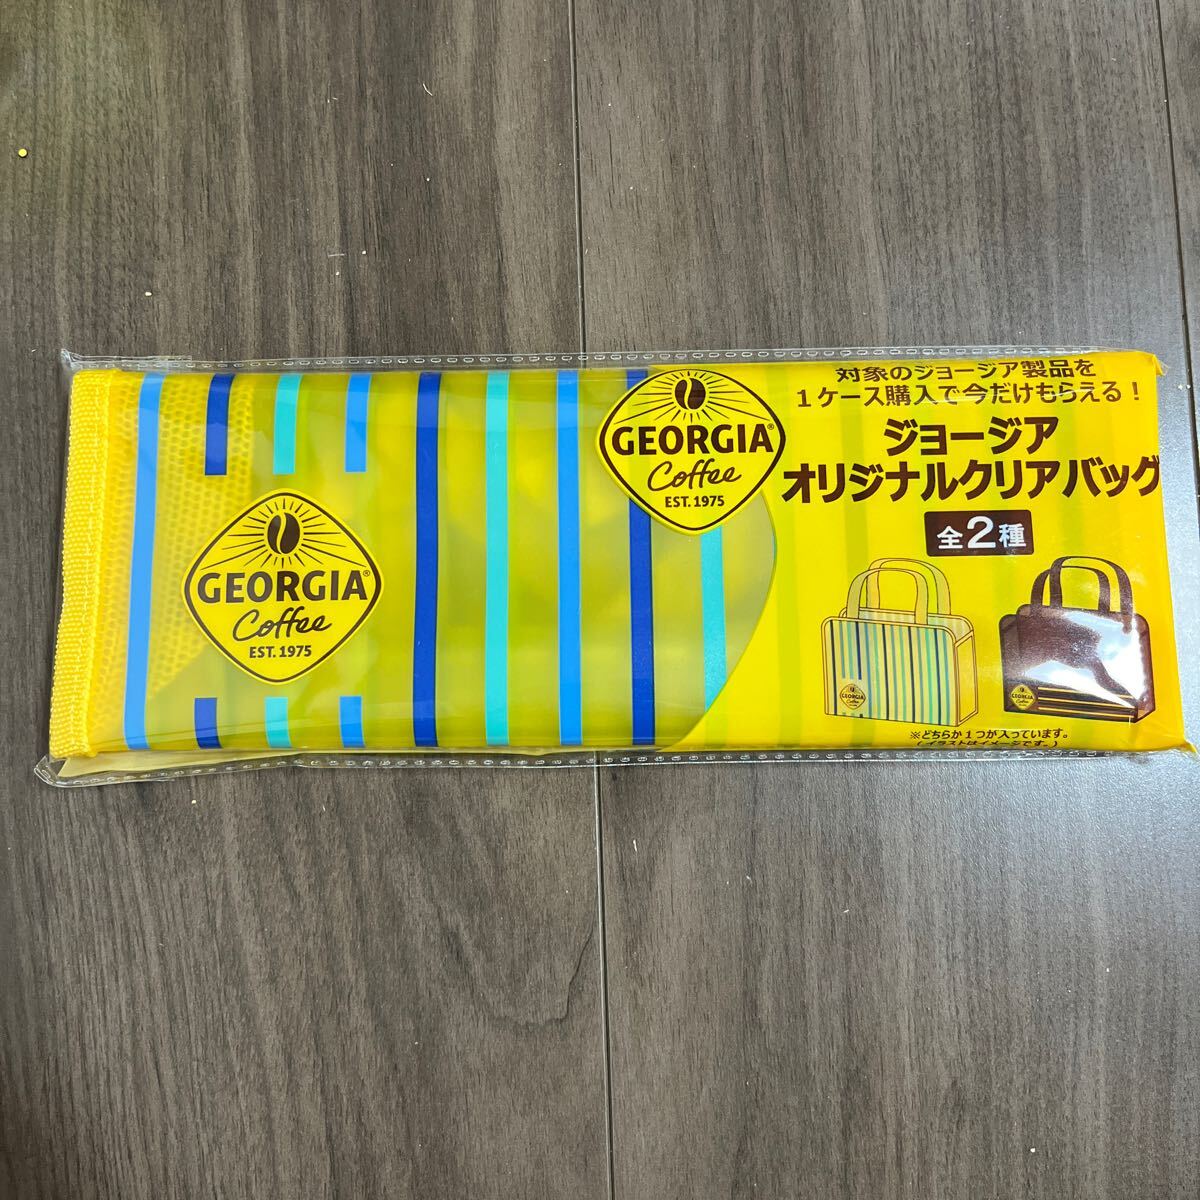 GEORGIA®
Coffee
EST. 1975
GEORGIA®
Coffee
EST. 1975
対象のジョージア製品を
1ケース購入で今だけもらえる!
ジョージア
オリジナルクリアバッグ
全2種
※どちらか1つが入っています。
(イラストはイメージです。)